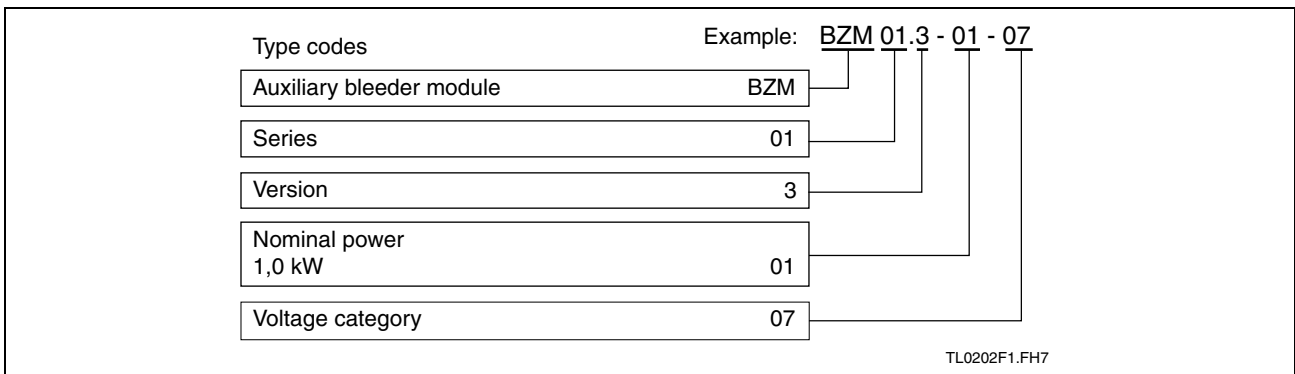 Type codes
Example: BZM 01.3 - 01 - 07
Auxiliary bleeder module BZM
Series 01
Version 3
Nominal power
1,0 kW 01
Voltage category 07
TL0202F1.FH7